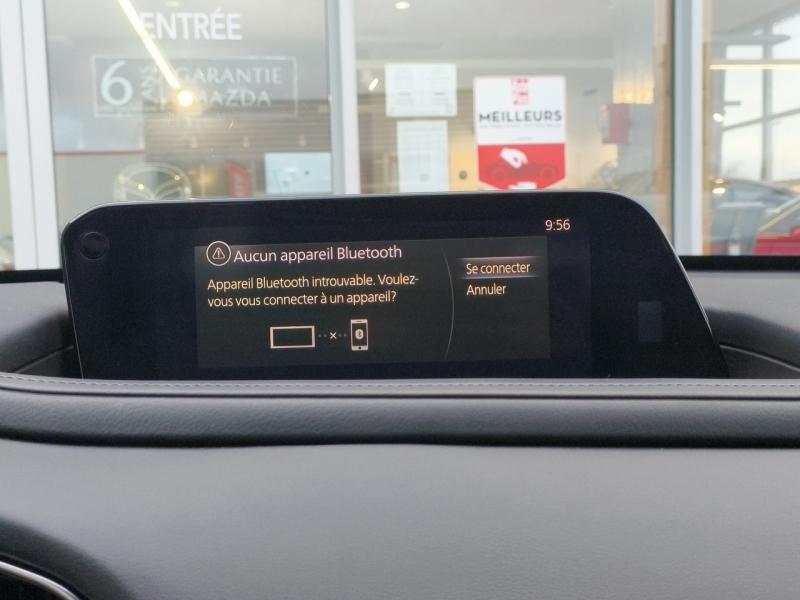 ENTRÉE
6 ANS GARANTIE
MAZDA
MEILLEURS
9:56
Aucun appareil Bluetooth
Appareil Bluetooth introuvable. Voulez-
vous vous connecter à un appareil?
Se connecter
Annuler